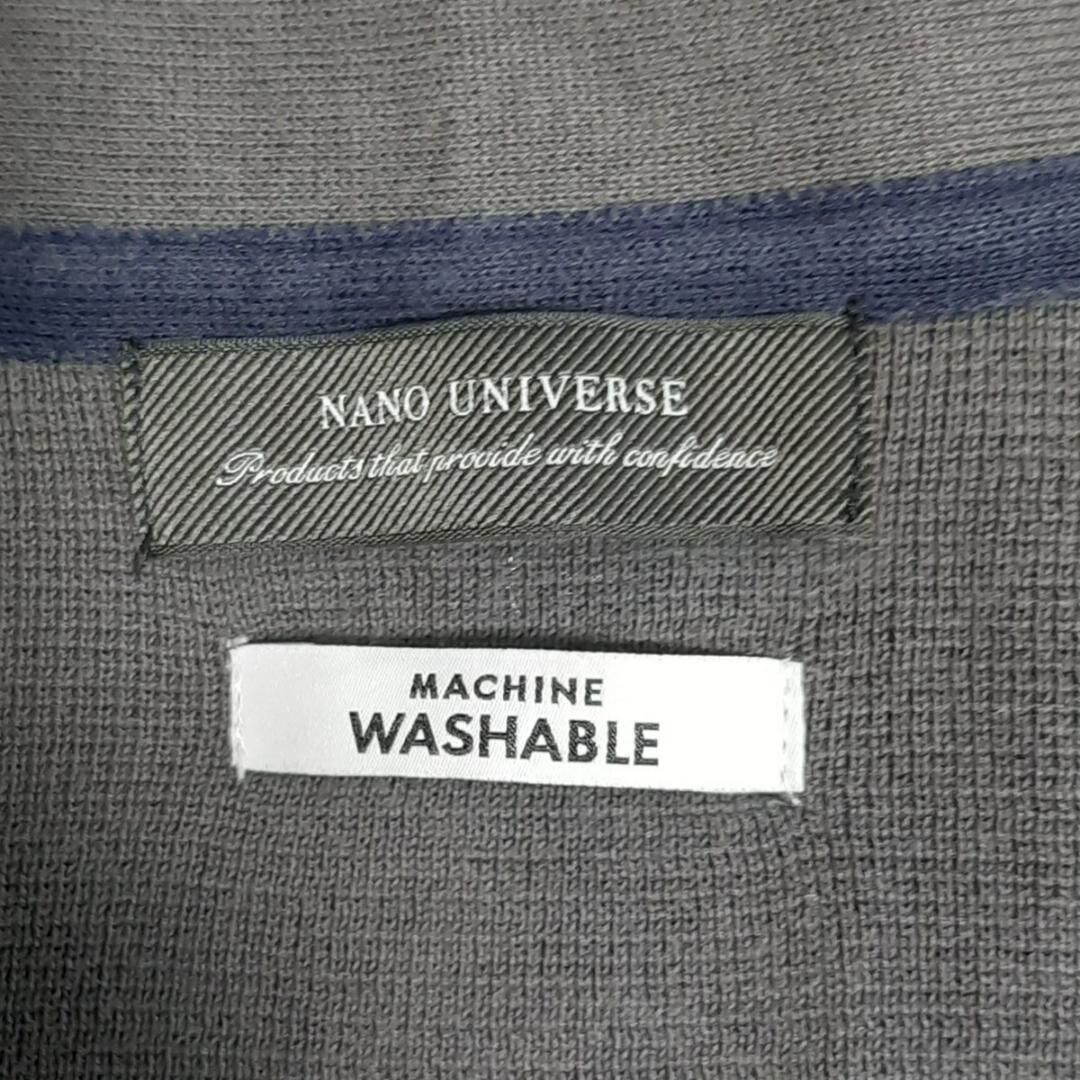 NANO UNIVERSE
Products that provide with confidence
MACHINE
WASHABLE